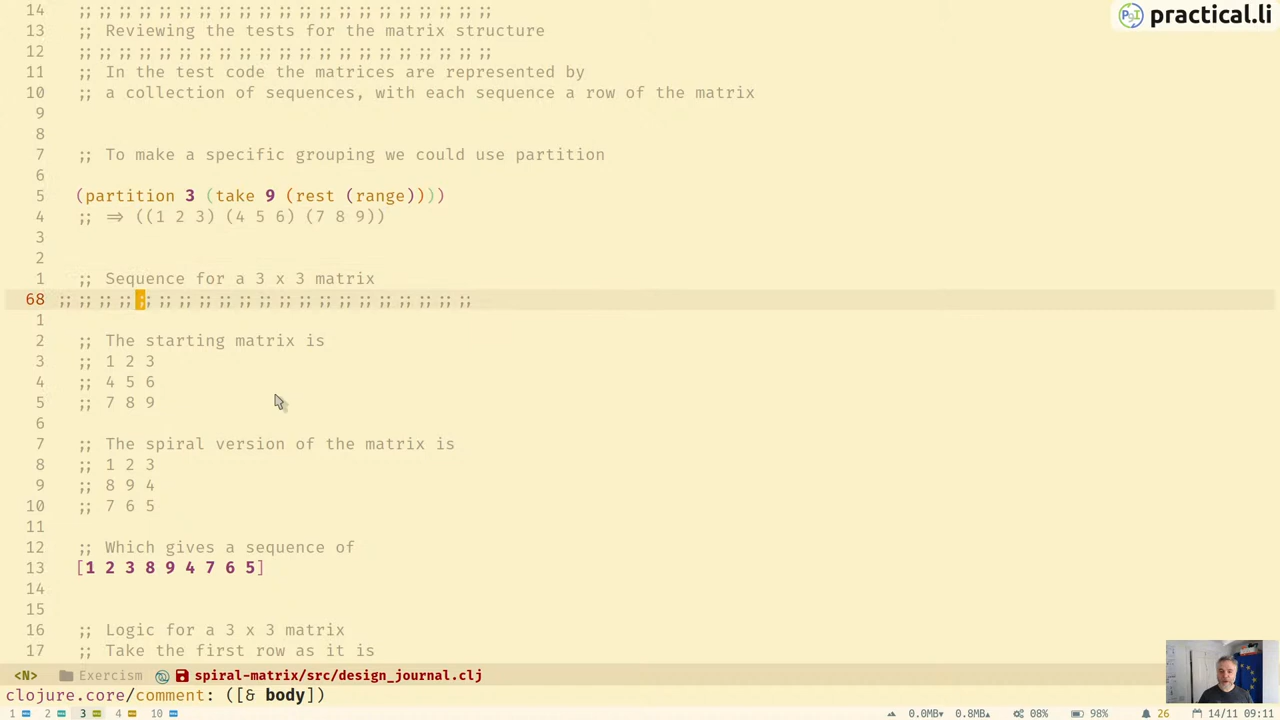 practical.li
14 ;; ;; ;; ;; ;; ;; ;; ;; ;; ;; ;; ;; ;; ;; ;; ;; ;; ;; ;; ;; ;;
13 ;; Reviewing the tests for the matrix structure
12 ;; ;; ;; ;; ;; ;; ;; ;; ;; ;; ;; ;; ;; ;; ;; ;; ;; ;; ;; ;; ;;
11 ;; In the test code the matrices are represented by
10 ;; a collection of sequences, with each sequence a row of the matrix
9
8
7 ;; To make a specific grouping we could use partition
6
5 (partition 3 (take 9 (rest (range))))
4 ;; => ((1 2 3) (4 5 6) (7 8 9))
3
2
1 ;; Sequence for a 3 x 3 matrix
68 ;; ;; ;; ;; ;; ;; ;; ;; ;; ;; ;; ;; ;; ;; ;; ;; ;; ;; ;; ;; ;;
1
2 ;; The starting matrix is
3 ;; 1 2 3
4 ;; 4 5 6
5 ;; 7 8 9
6
7 ;; The spiral version of the matrix is
8 ;; 1 2 3
9 ;; 8 9 4
10 ;; 7 6 5
11
12 ;; Which gives a sequence of
13 [1 2 3 8 9 4 7 6 5]
14
15
16 ;; Logic for a 3 x 3 matrix
17 ;; Take the first row as it is
<N> Exercism @ spiral-matrix/src/design_journal.clj
clojure.core/comment: ([& body])
1 2 3 4 10 0.0MB 0.8MB 08% 98% 26 14/11 09:11